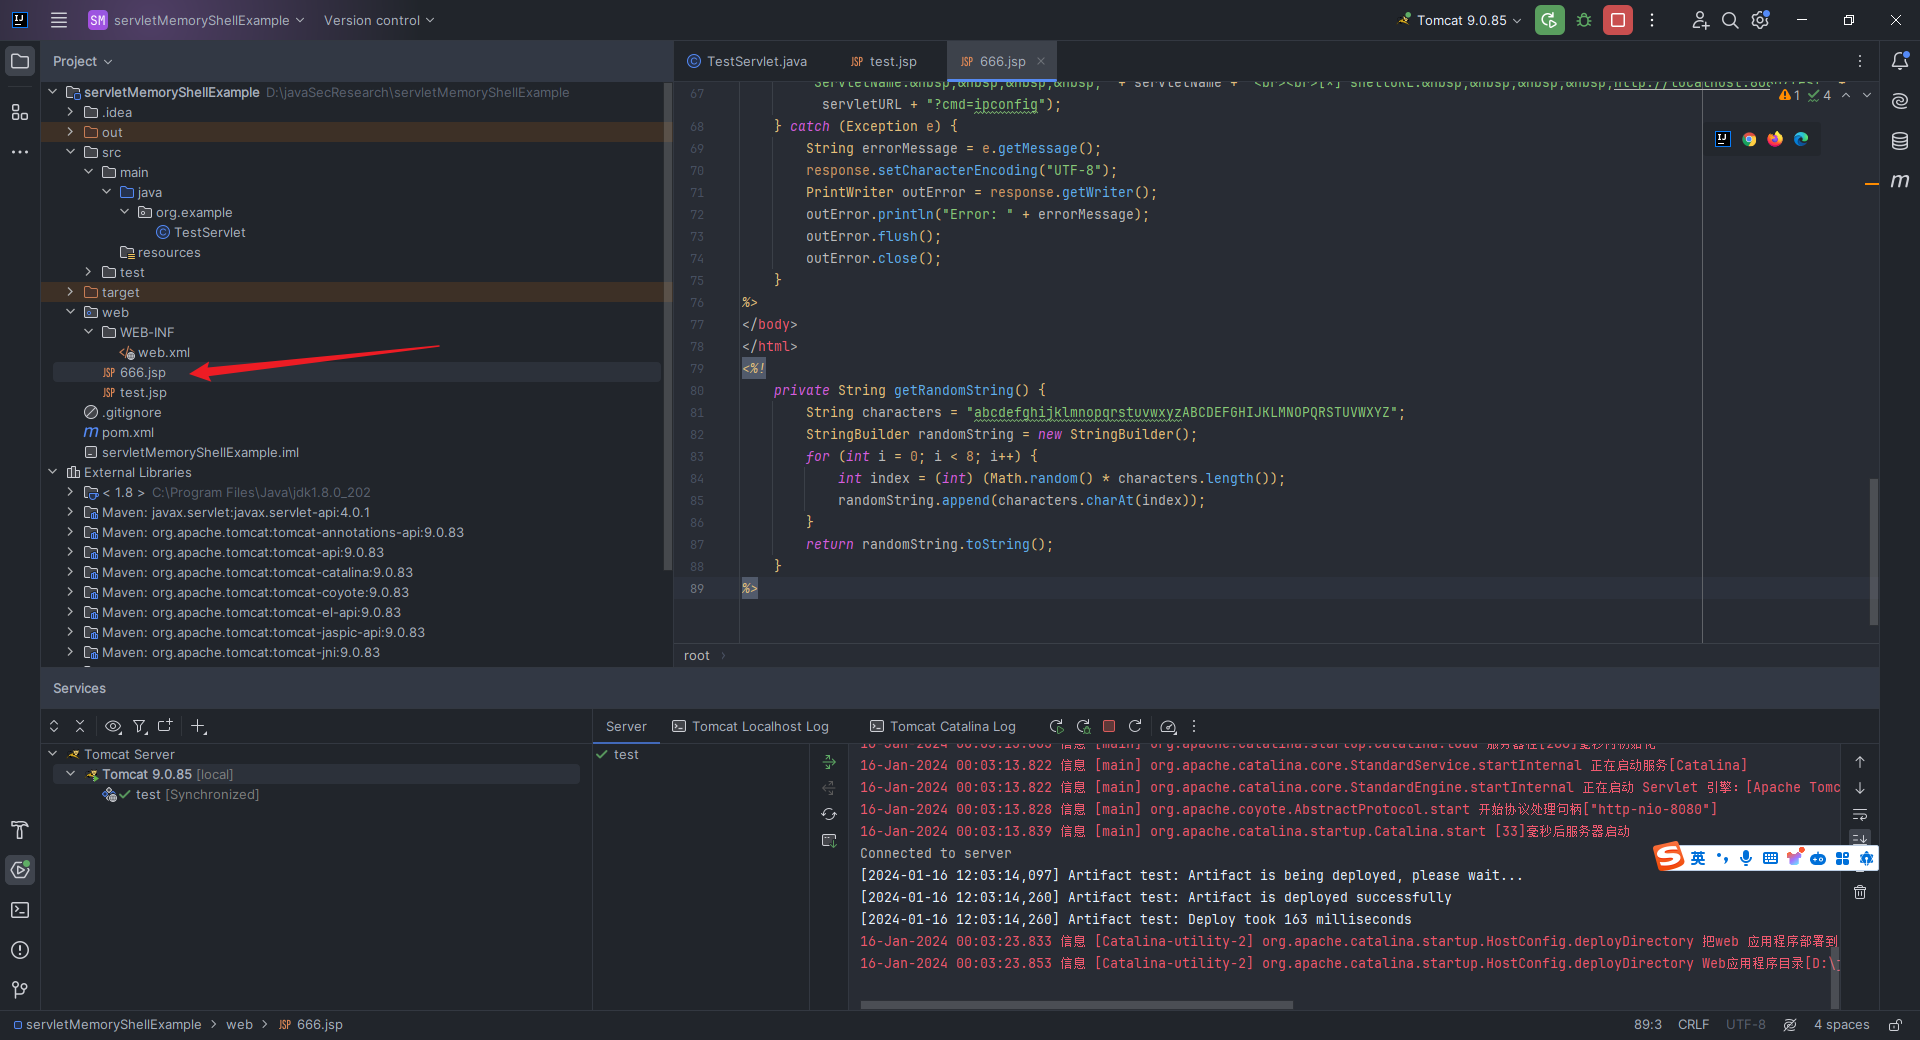 SM servletMemoryShellExample Version control Tomcat 9.0.85
Project
servletMemoryShellExample D:\javaSecResearch\servletMemoryShellExample
.idea
out
src
main
java
org.example
TestServlet
resources
test
target
web
WEB-INF
web.xml
JSP 666.jsp
JSP test.jsp
.gitignore
m pom.xml
servletMemoryShellExample.iml
External Libraries
< 1.8 > C:\Program Files\Java\jdk1.8.0_202
Maven: javax.servlet:javax.servlet-api:4.0.1
Maven: org.apache.tomcat:tomcat-annotations-api:9.0.83
Maven: org.apache.tomcat:tomcat-api:9.0.83
Maven: org.apache.tomcat:tomcat-catalina:9.0.83
Maven: org.apache.tomcat:tomcat-coyote:9.0.83
Maven: org.apache.tomcat:tomcat-el-api:9.0.83
Maven: org.apache.tomcat:tomcat-jaspic-api:9.0.83
Maven: org.apache.tomcat:tomcat-jni:9.0.83
TestServlet.java JSP test.jsp JSP 666.jsp
1 4
67
servletURL + "?cmd=ipconfig");
68 } catch (Exception e) {
69 String errorMessage = e.getMessage();
70 response.setCharacterEncoding("UTF-8");
71 PrintWriter outError = response.getWriter();
72 outError.println("Error: " + errorMessage);
73 outError.flush();
74 outError.close();
75 }
76 %>
77 </body>
78 </html>
79 <%!
80 private String getRandomString() {
81 String characters = "abcdefghijklmnopqrstuvwxyzABCDEFGHIJKLMNOPQRSTUVWXYZ";
82 StringBuilder randomString = new StringBuilder();
83 for (int i = 0; i < 8; i++) {
84 int index = (int) (Math.random() * characters.length());
85 randomString.append(characters.charAt(index));
86 }
87 return randomString.toString();
88 }
89 %>
root
Services
Server Tomcat Localhost Log Tomcat Catalina Log
Tomcat Server
Tomcat 9.0.85 [local]
test [Synchronized]
test
16-Jan-2024 00:03:13.822 信息 [main] org.apache.catalina.core.StandardService.startInternal 正在启动服务[Catalina]
16-Jan-2024 00:03:13.822 信息 [main] org.apache.catalina.core.StandardEngine.startInternal 正在启动 Servlet 引擎：[Apache Tomc
16-Jan-2024 00:03:13.828 信息 [main] org.apache.coyote.AbstractProtocol.start 开始协议处理句柄["http-nio-8080"]
16-Jan-2024 00:03:13.839 信息 [main] org.apache.catalina.startup.Catalina.start [33]毫秒后服务器启动
Connected to server
[2024-01-16 12:03:14,097] Artifact test: Artifact is being deployed, please wait...
[2024-01-16 12:03:14,260] Artifact test: Artifact is deployed successfully
[2024-01-16 12:03:14,260] Artifact test: Deploy took 163 milliseconds
16-Jan-2024 00:03:23.833 信息 [Catalina-utility-2] org.apache.catalina.startup.HostConfig.deployDirectory 把web 应用程序部署到
16-Jan-2024 00:03:23.853 信息 [Catalina-utility-2] org.apache.catalina.startup.HostConfig.deployDirectory Web应用程序目录[D:\
英
servletMemoryShellExample > web > JSP 666.jsp 89:3 CRLF UTF-8 4 spaces